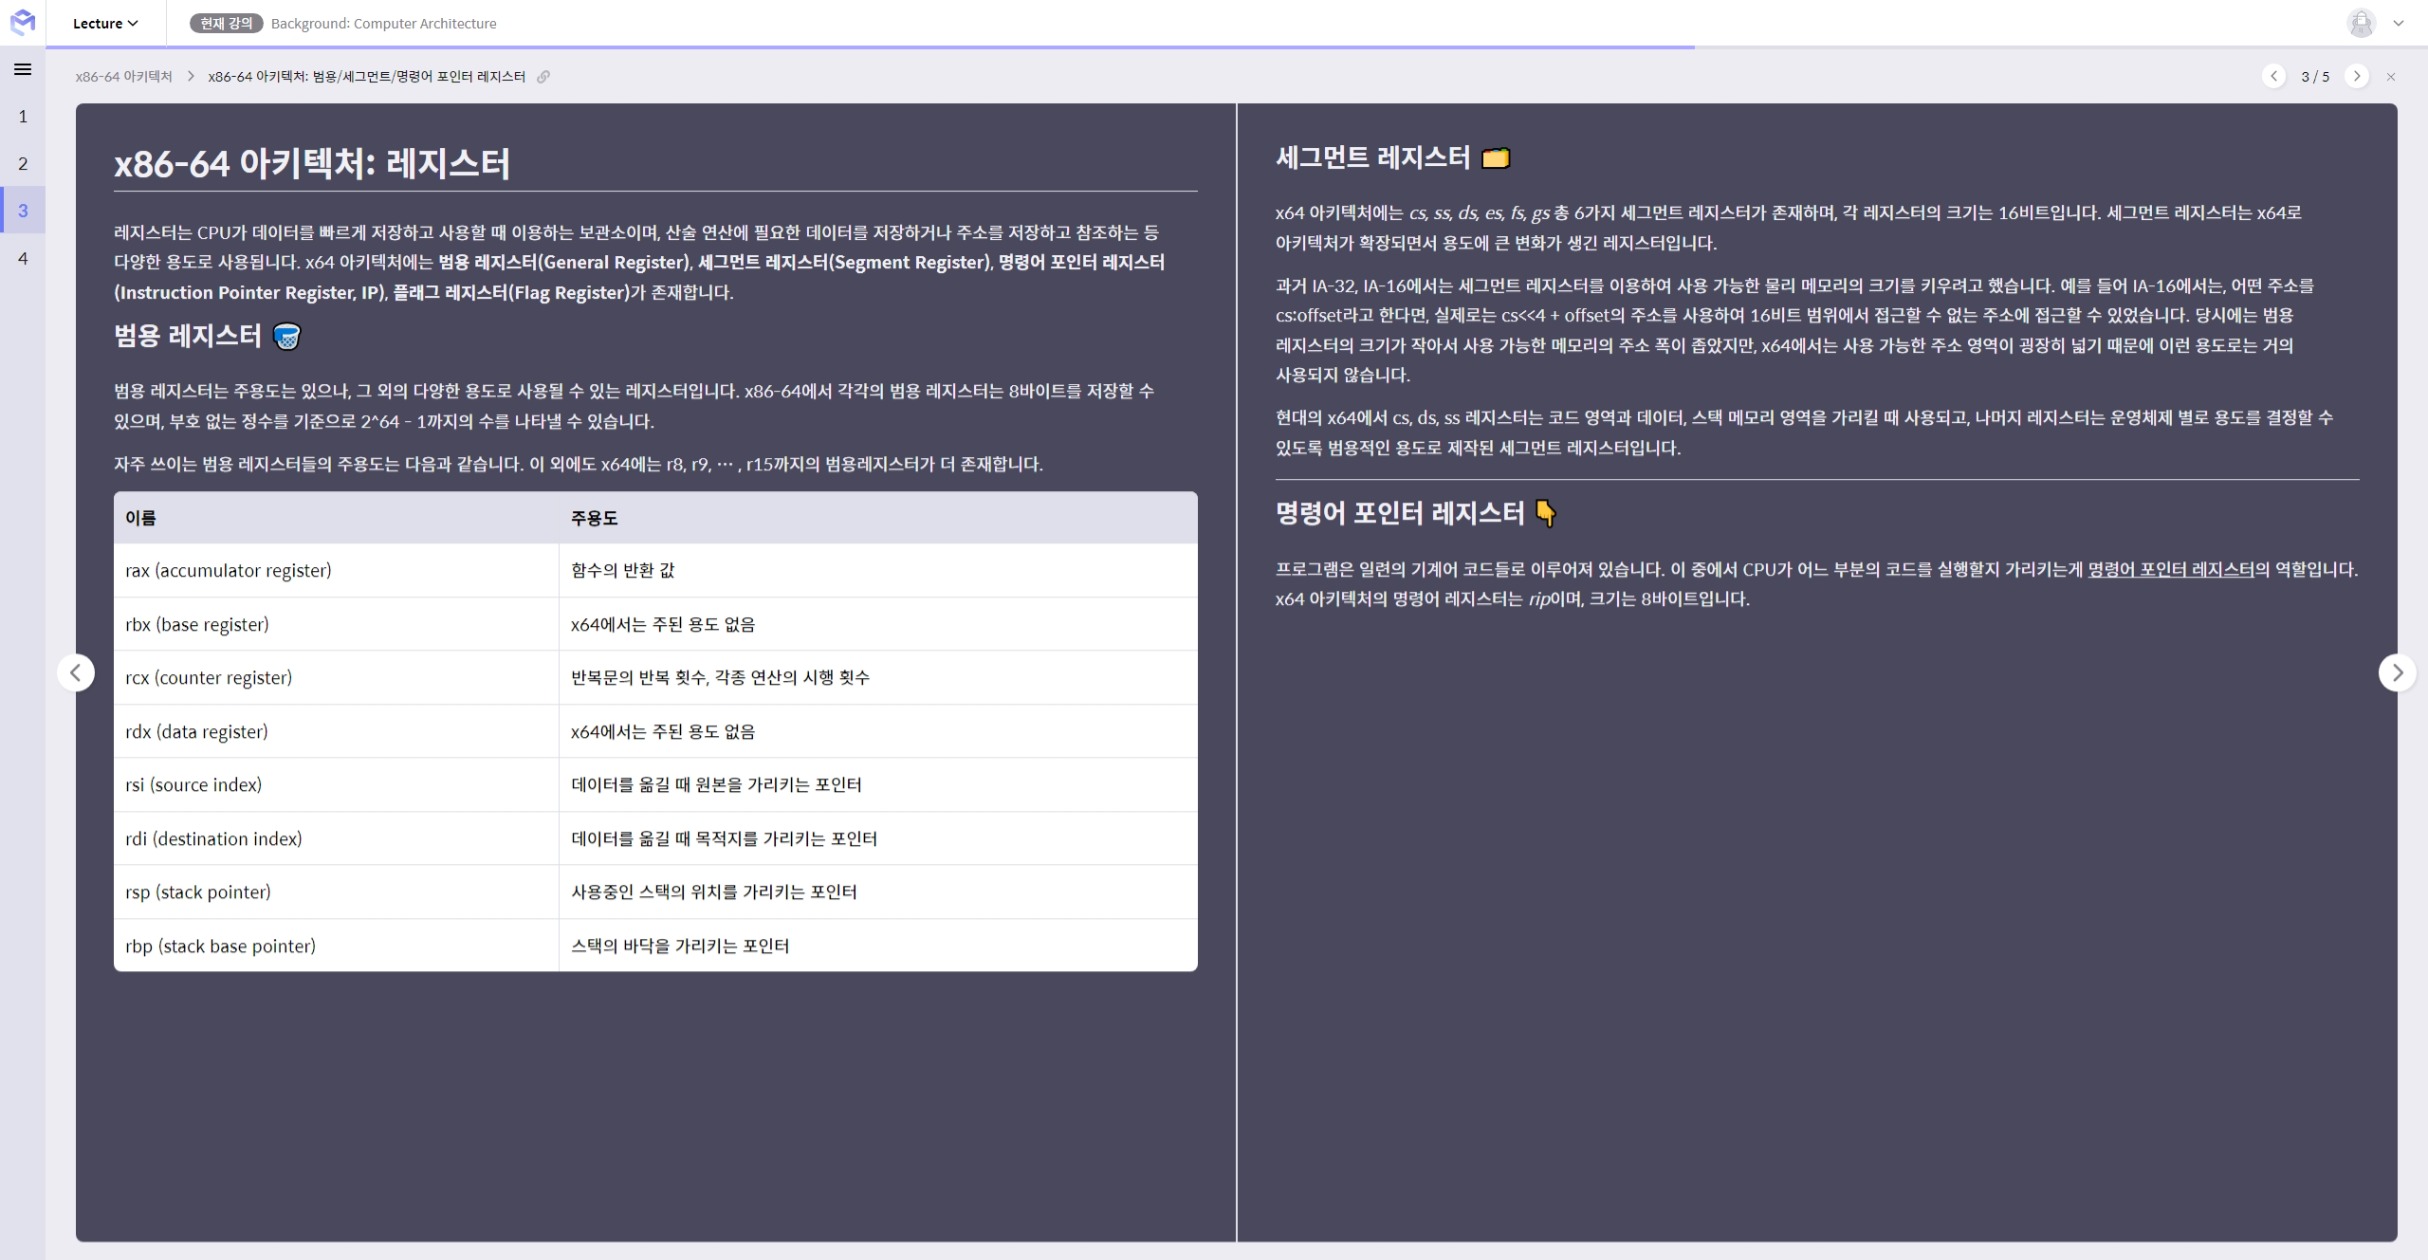 Lecture
현재 강의
Background: Computer Architecture
x86-64 아키텍처 > x86-64 아키텍처: 범용/세그먼트/명령어 포인터 레지스터
3 / 5
1
2
3
4
x86-64 아키텍처: 레지스터
레지스터는 CPU가 데이터를 빠르게 저장하고 사용할 때 이용하는 보관소이며, 산술 연산에 필요한 데이터를 저장하거나 주소를 저장하고 참조하는 등
다양한 용도로 사용됩니다. x64 아키텍처에는 범용 레지스터(General Register), 세그먼트 레지스터(Segment Register), 명령어 포인터 레지스터
(Instruction Pointer Register, IP), 플래그 레지스터(Flag Register)가 존재합니다.
범용 레지스터
범용 레지스터는 주용도는 있으나, 그 외의 다양한 용도로 사용될 수 있는 레지스터입니다. x86-64에서 각각의 범용 레지스터는 8바이트를 저장할 수
있으며, 부호 없는 정수를 기준으로 2^64 - 1까지의 수를 나타낼 수 있습니다.
자주 쓰이는 범용 레지스터들의 주용도는 다음과 같습니다. 이 외에도 x64에는 r8, r9, ⋯ , r15까지의 범용레지스터가 더 존재합니다.
이름 주용도
rax (accumulator register) 함수의 반환 값
rbx (base register) x64에서는 주된 용도 없음
rcx (counter register) 반복문의 반복 횟수, 각종 연산의 시행 횟수
rdx (data register) x64에서는 주된 용도 없음
rsi (source index) 데이터를 옮길 때 원본을 가리키는 포인터
rdi (destination index) 데이터를 옮길 때 목적지를 가리키는 포인터
rsp (stack pointer) 사용중인 스택의 위치를 가리키는 포인터
rbp (stack base pointer) 스택의 바닥을 가리키는 포인터
세그먼트 레지스터
x64 아키텍처에는 cs, ss, ds, es, fs, gs 총 6가지 세그먼트 레지스터가 존재하며, 각 레지스터의 크기는 16비트입니다. 세그먼트 레지스터는 x64로
아키텍처가 확장되면서 용도에 큰 변화가 생긴 레지스터입니다.
과거 IA-32, IA-16에서는 세그먼트 레지스터를 이용하여 사용 가능한 물리 메모리의 크기를 키우려고 했습니다. 예를 들어 IA-16에서는, 어떤 주소를
cs:offset라고 한다면, 실제로는 cs<<4 + offset의 주소를 사용하여 16비트 범위에서 접근할 수 없는 주소에 접근할 수 있었습니다. 당시에는 범용
레지스터의 크기가 작아서 사용 가능한 메모리의 주소 폭이 좁았지만, x64에서는 사용 가능한 주소 영역이 굉장히 넓기 때문에 이런 용도로는 거의
사용되지 않습니다.
현대의 x64에서 cs, ds, ss 레지스터는 코드 영역과 데이터, 스택 메모리 영역을 가리킬 때 사용되고, 나머지 레지스터는 운영체제 별로 용도를 결정할 수
있도록 범용적인 용도로 제작된 세그먼트 레지스터입니다.
명령어 포인터 레지스터
프로그램은 일련의 기계어 코드들로 이루어져 있습니다. 이 중에서 CPU가 어느 부분의 코드를 실행할지 가리키는게 명령어 포인터 레지스터의 역할입니다.
x64 아키텍처의 명령어 레지스터는 rip이며, 크기는 8바이트입니다.